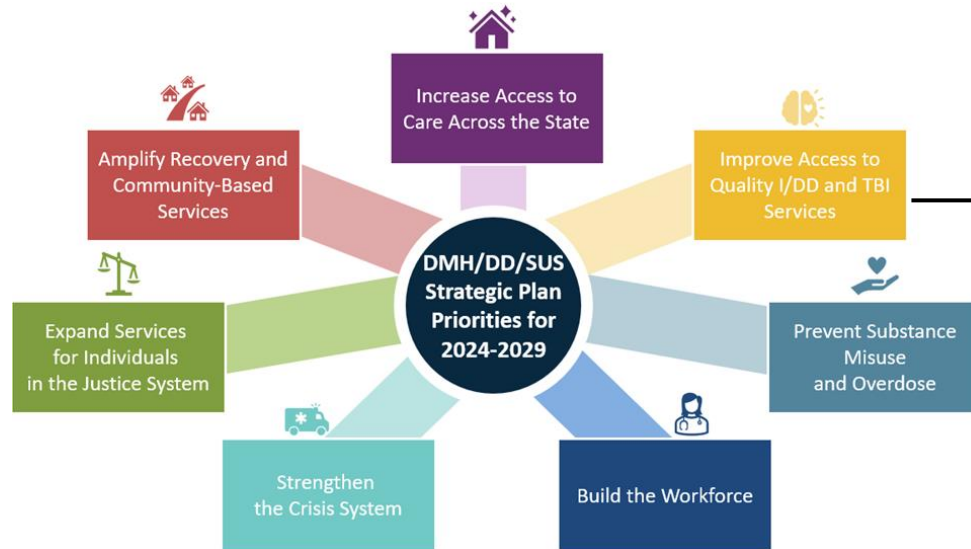 Increase Access to
Care Across the State
Amplify Recovery and
Community-Based
Services
Improve Access to
Quality I/DD and TBI
Services
DMH/DD/SUS
Strategic Plan
Priorities for
2024-2029
Expand Services
for Individuals
in the Justice System
Prevent Substance
Misuse
and Overdose
Strengthen
the Crisis System
Build the Workforce